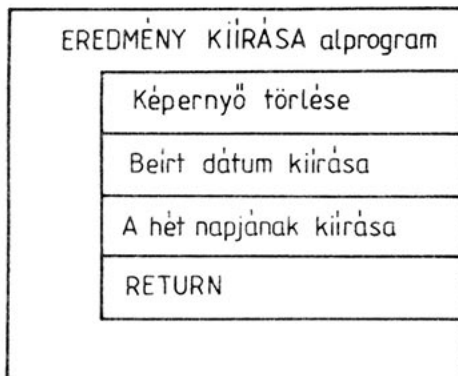 EREDMÉNY KIÍRÁSA alprogram
Képernyő törlése
Beírt dátum kiírása
A hét napjának kiírása
RETURN